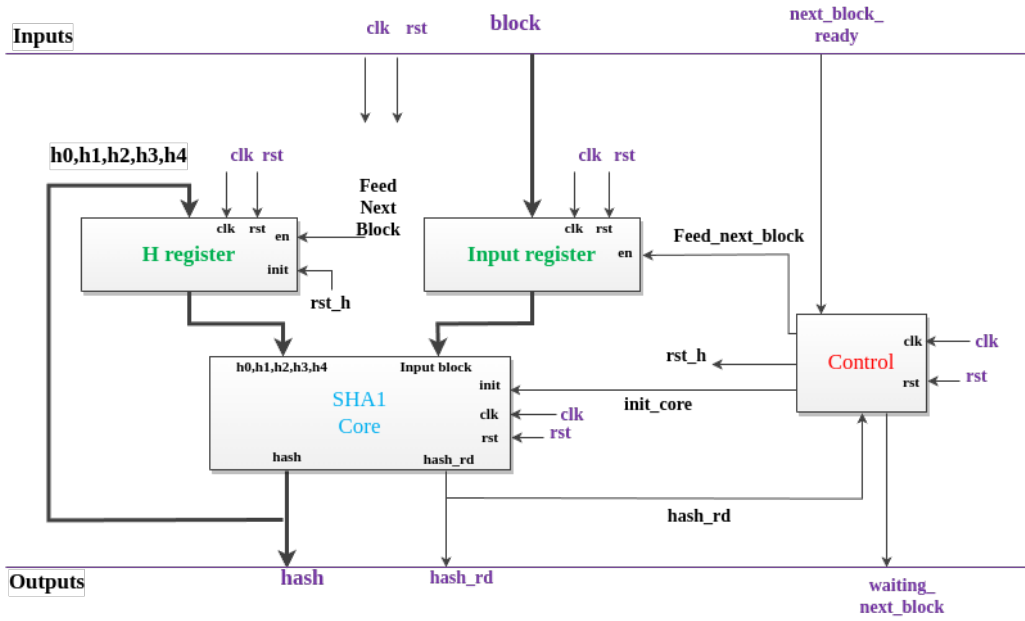 Inputs
clk rst
block
next_block_
ready
h0,h1,h2,h3,h4
clk rst
Feed
Next
Block
clk rst
clk rst
en
H register
init
rst_h
clk rst
Input register
en
Feed_next_block
clk
Control
rst
clk
rst
rst_h
h0,h1,h2,h3,h4
Input block
init
SHA1
Core
clk
rst
clk
rst
hash
hash_rd
init_core
hash_rd
Outputs
hash
hash_rd
waiting_
next_block